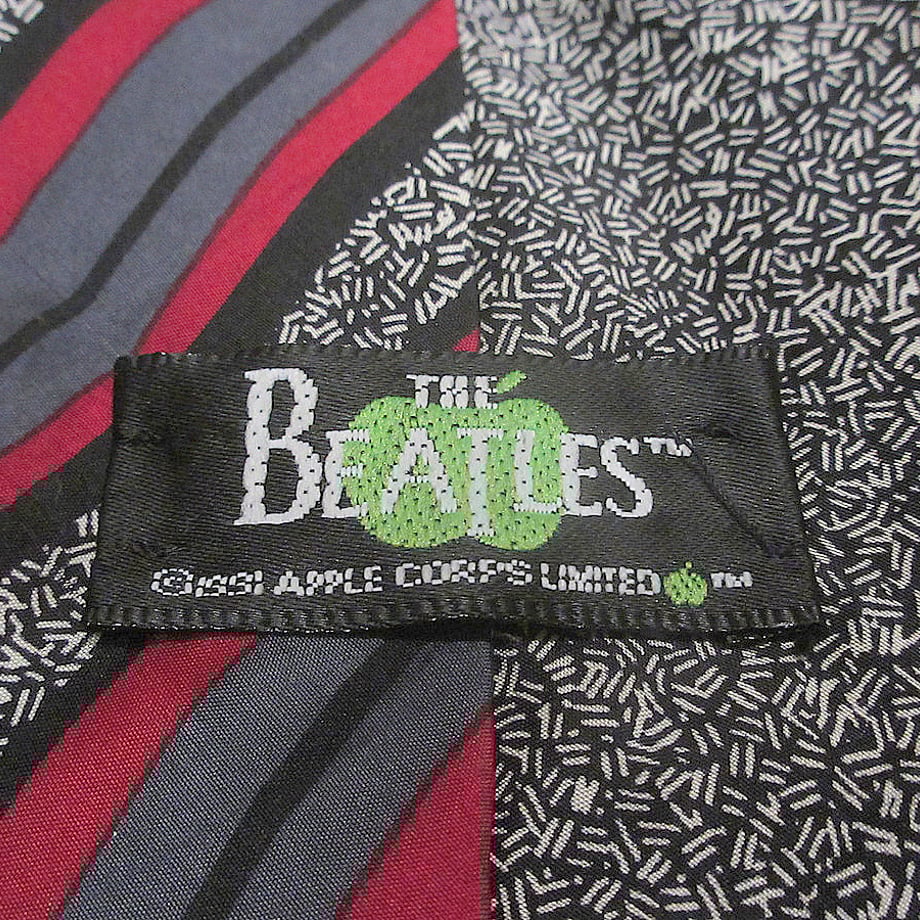 THE
BEATLES™
© 1991 APPLE CORPS LIMITED ™